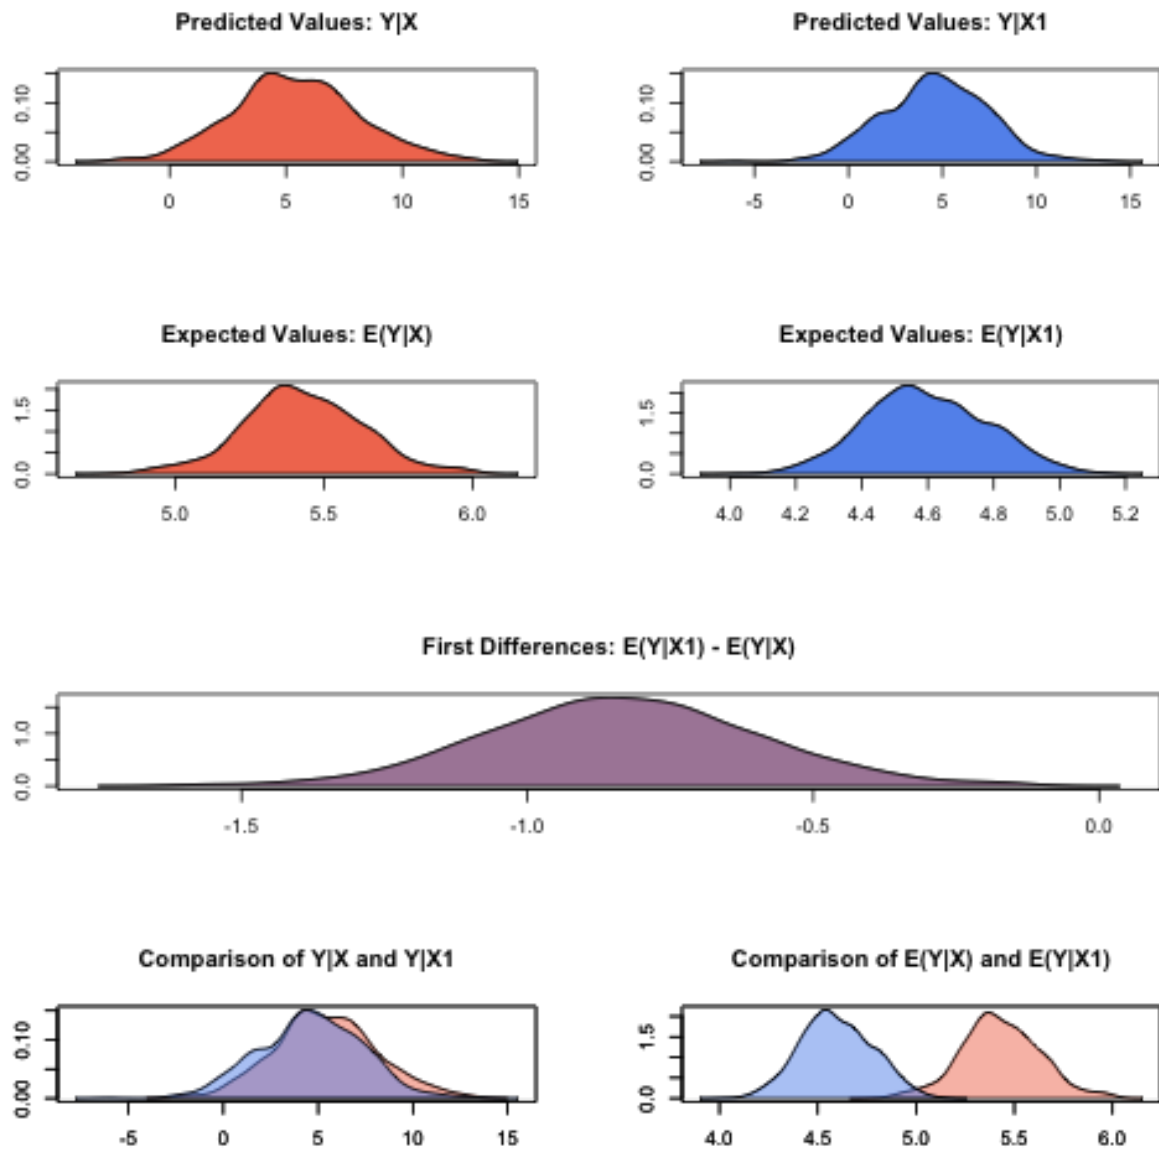 Predicted Values: Y|X
0.00 0.10
0 5 10 15
Predicted Values: Y|X1
0.00 0.10
-5 0 5 10 15
Expected Values: E(Y|X)
0.0 1.5
5.0 5.5 6.0
Expected Values: E(Y|X1)
0.0 1.5
4.0 4.2 4.4 4.6 4.8 5.0 5.2
First Differences: E(Y|X1) - E(Y|X)
0.0 1.0
-1.5 -1.0 -0.5 0.0
Comparison of Y|X and Y|X1
0.00 0.10
-5 0 5 10 15
Comparison of E(Y|X) and E(Y|X1)
0.0 1.5
4.0 4.5 5.0 5.5 6.0